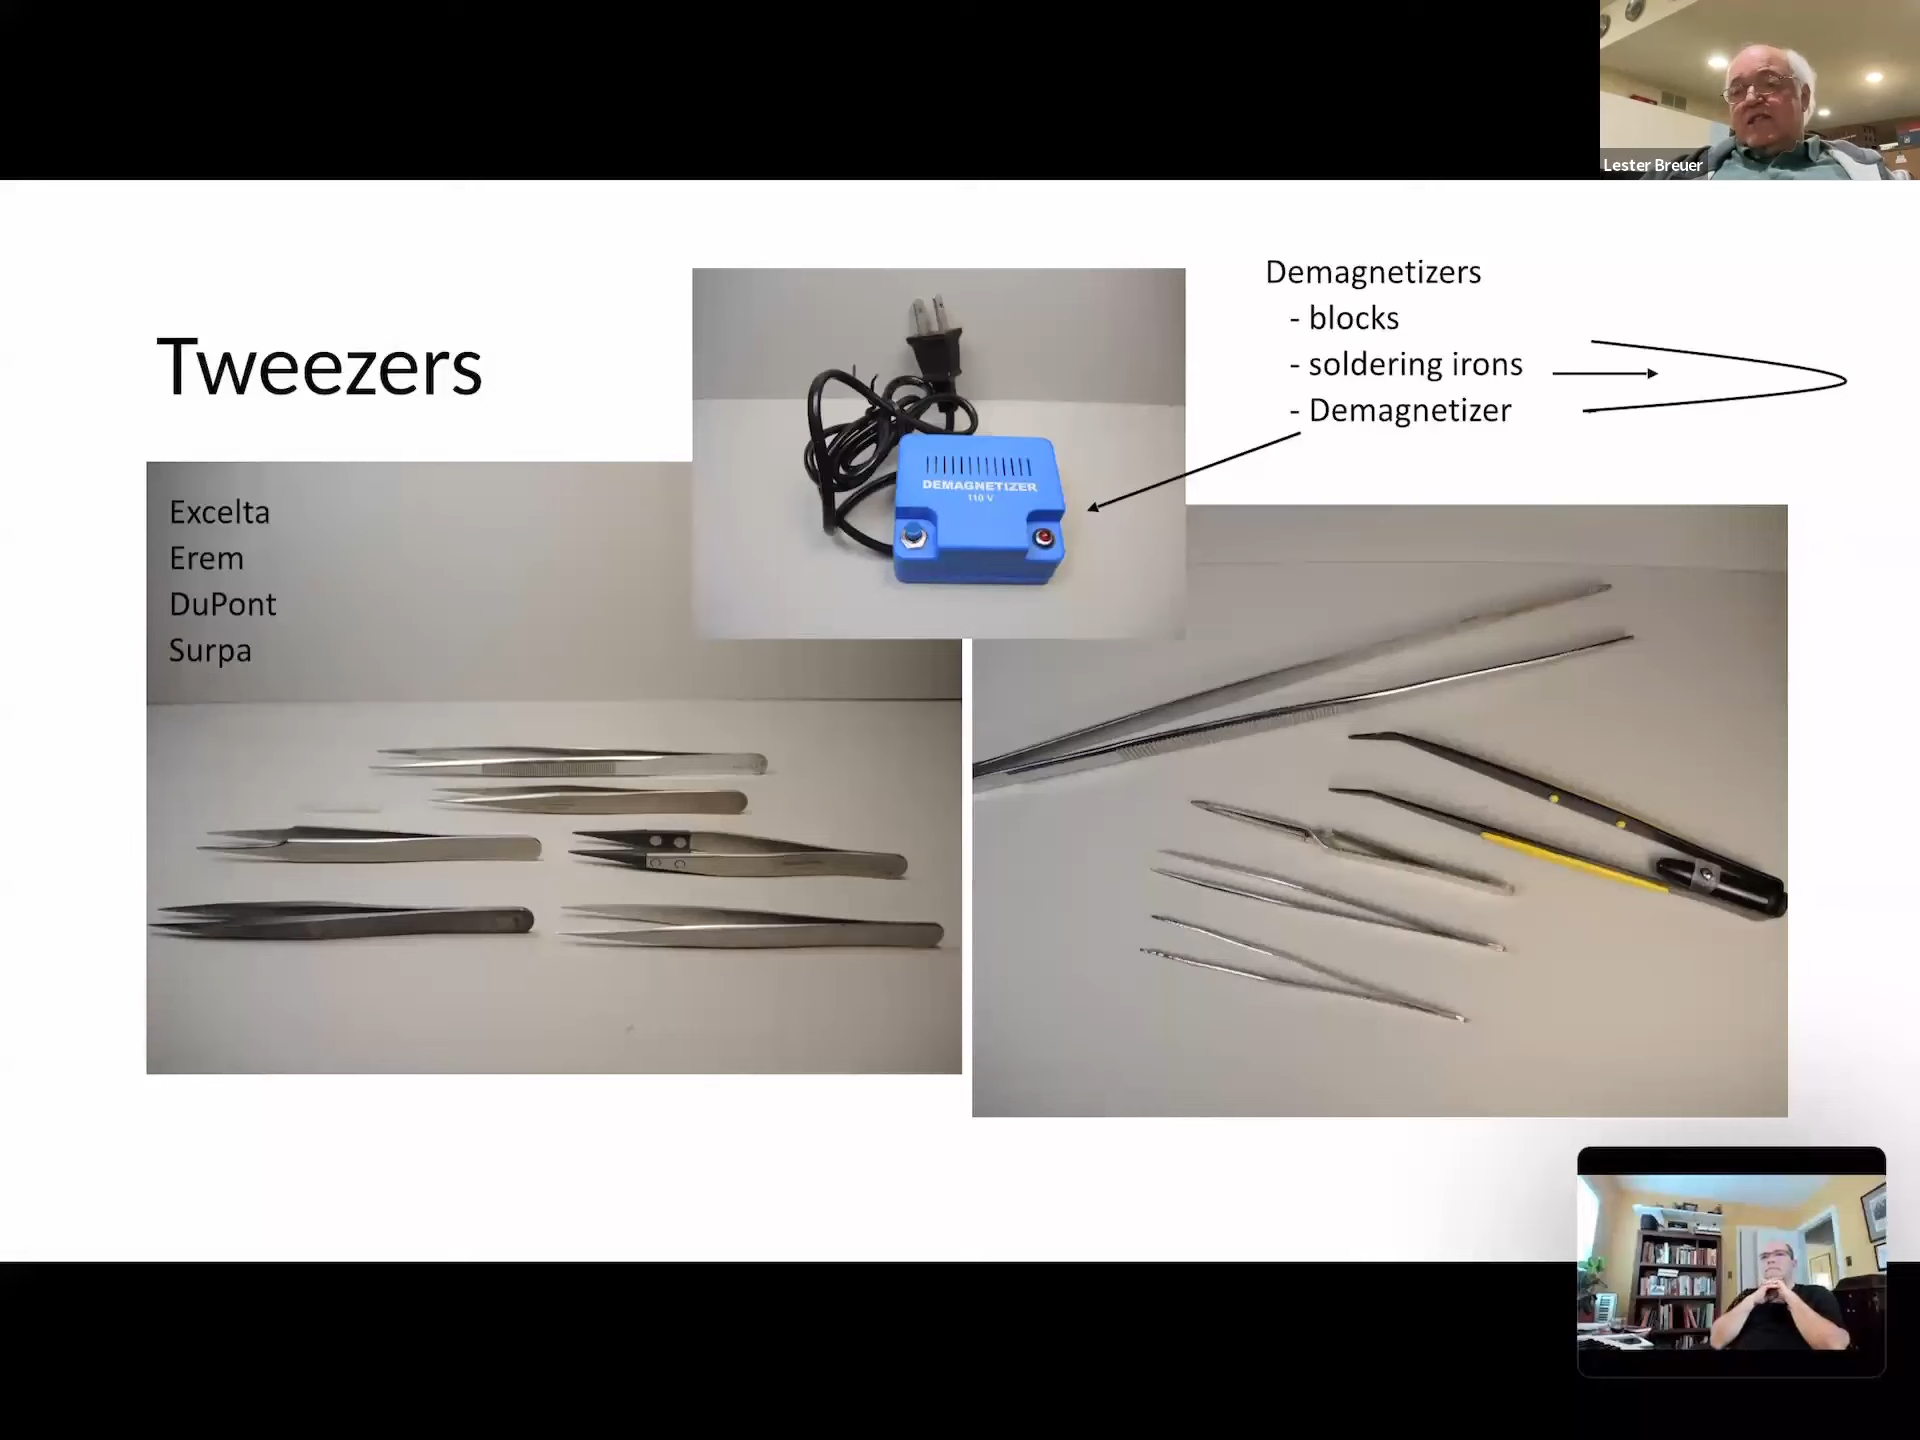 Lester Breuer
Tweezers
Demagnetizers
- blocks
- soldering irons
- Demagnetizer
DEMAGNETIZER
110 V
Excelta
Erem
DuPont
Surpa